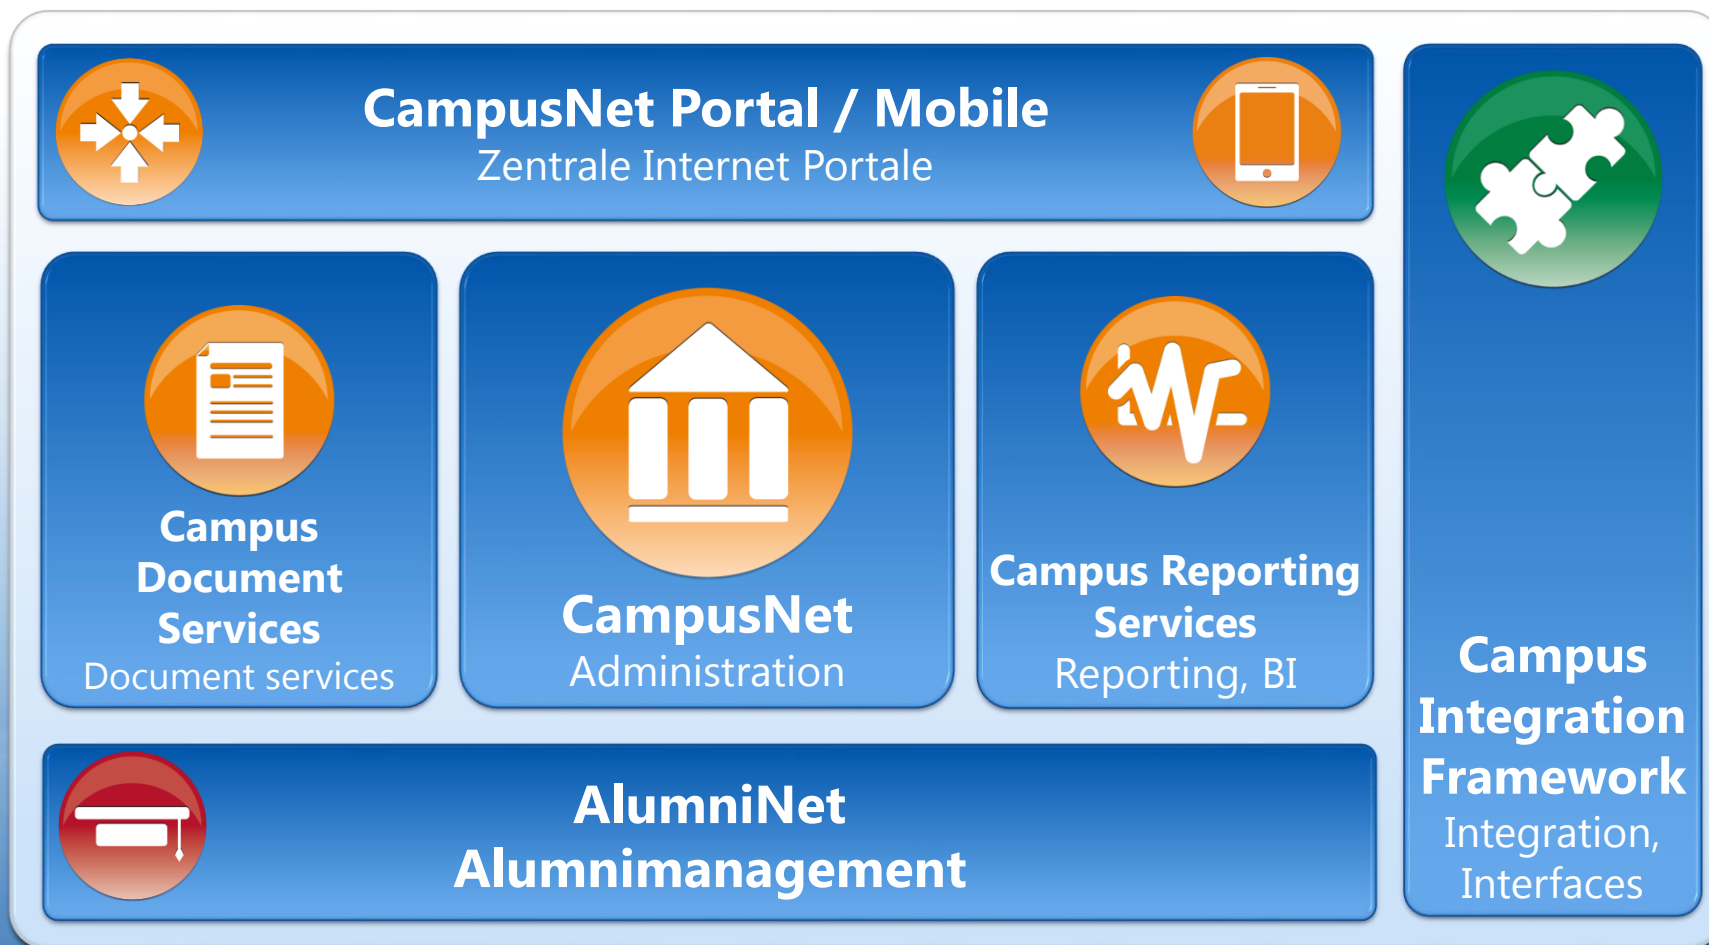 CampusNet Portal / Mobile
Zentrale Internet Portale
Campus
Document
Services
Document services
CampusNet
Administration
Campus Reporting
Services
Reporting, BI
AlumniNet
Alumnimanagement
Campus
Integration
Framework
Integration,
Interfaces